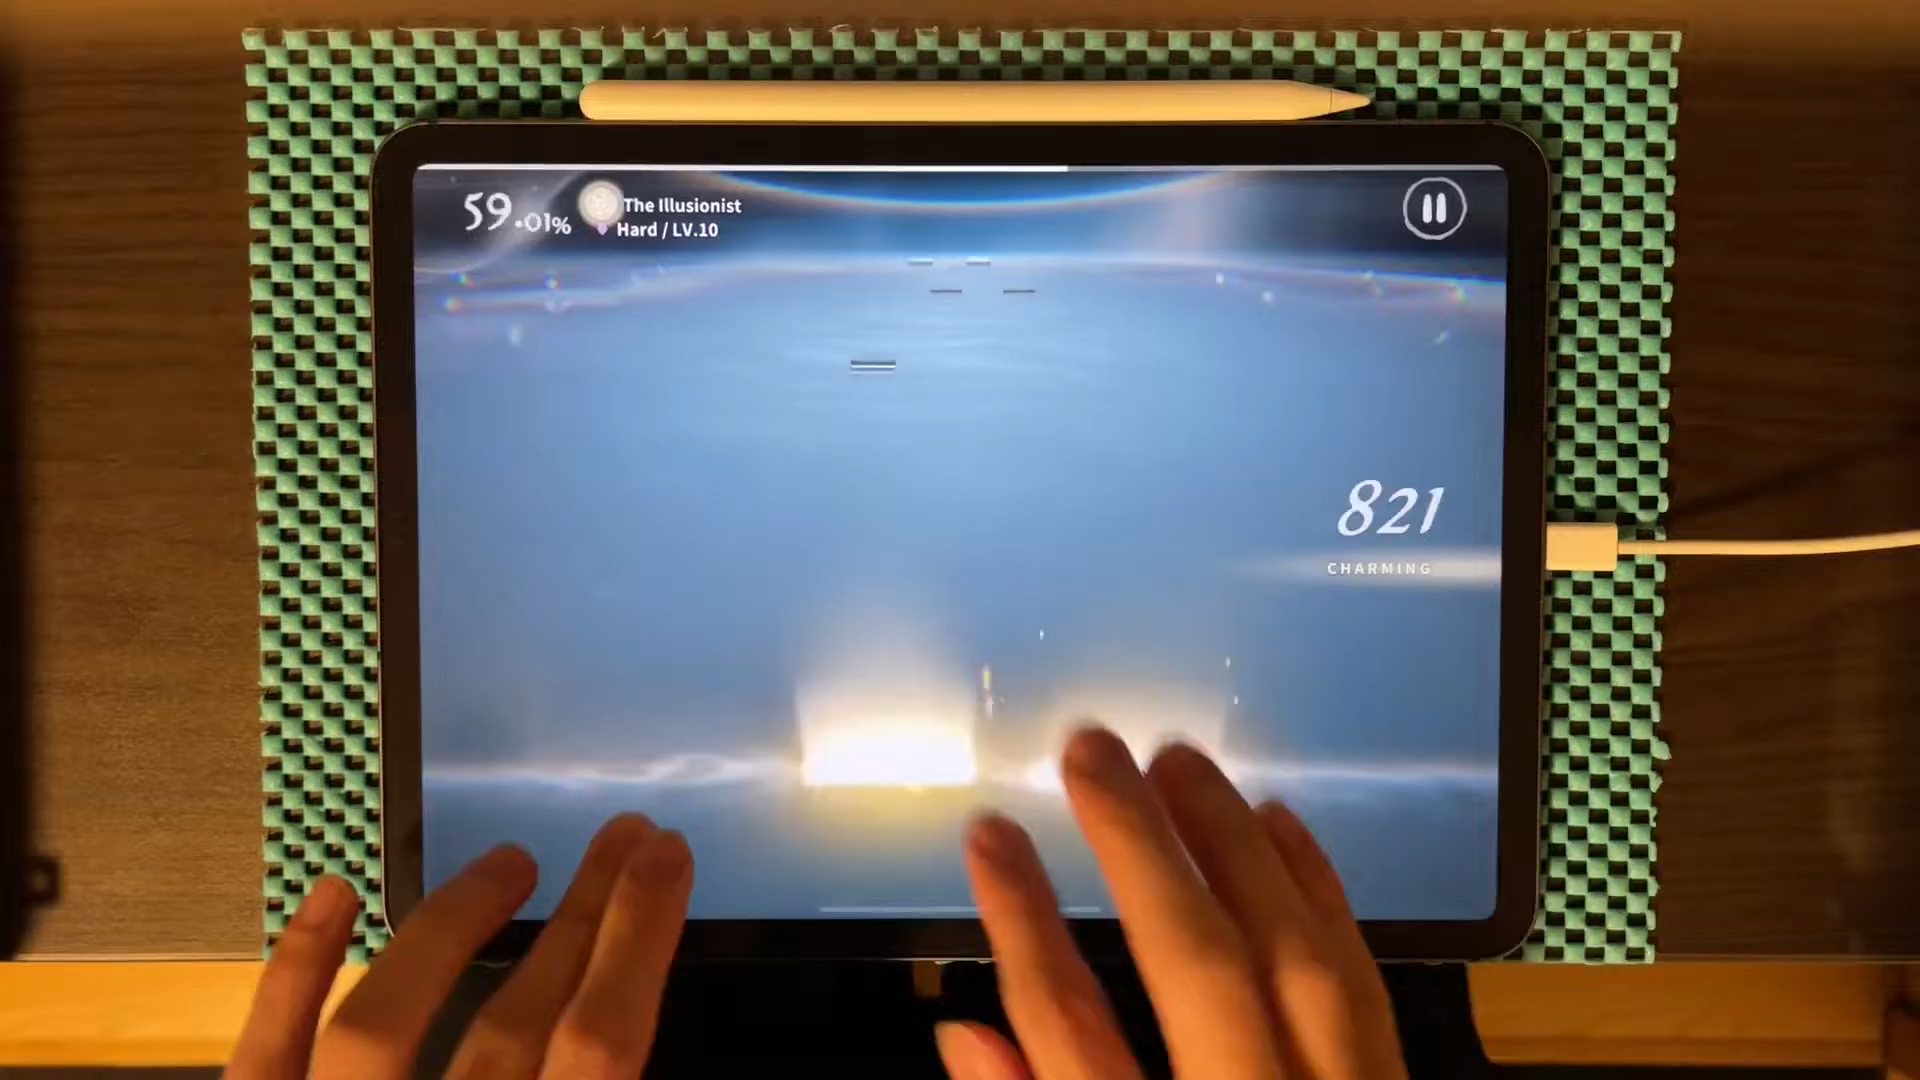 59.01%
The Illusionist
Hard / LV.10
821
CHARMING